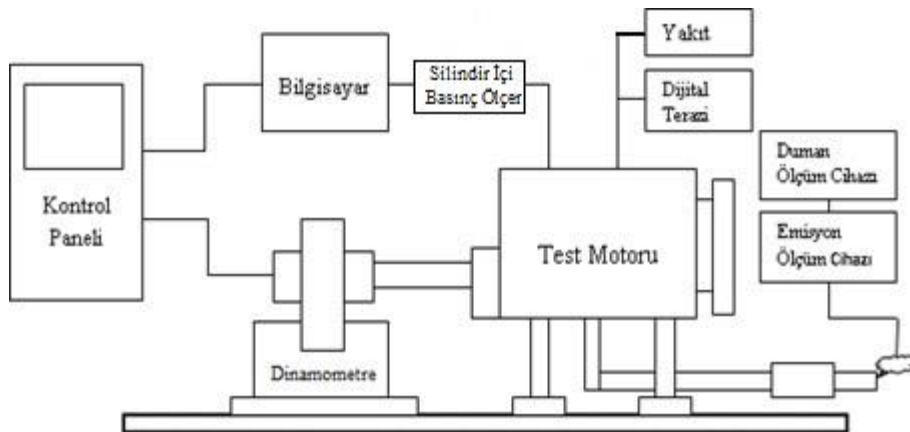 Kontrol
Paneli
Bilgisayar
Silindir İçi
Basınç Ölçer
Yakıt
Dijital
Terazi
Duman
Ölçüm Cihazı
Emisyon
Ölçüm Cihazı
Test Motoru
Dinamometre